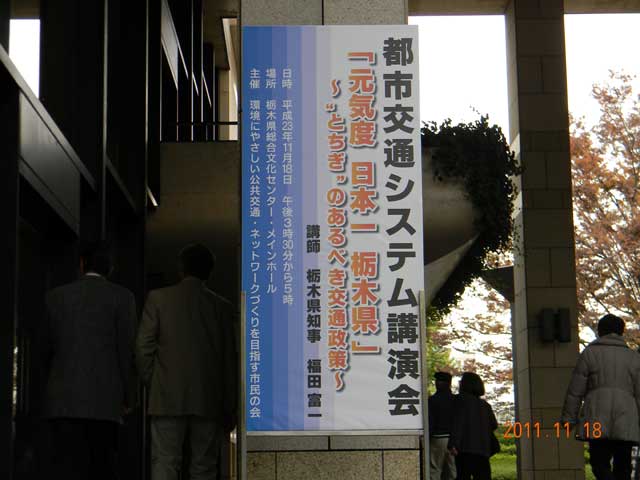 都市交通システム講演会
「元気度 日本一 栃木県」
～"とちぎ"のあるべき交通政策～
講師 栃木県知事 福田 富一
日時 平成23年11月18日 午後3時30分から5時
場所 栃木県総合文化センター・メインホール
主催 環境にやさしい公共交通・ネットワークづくりを目指す市民の会
2011.11.18